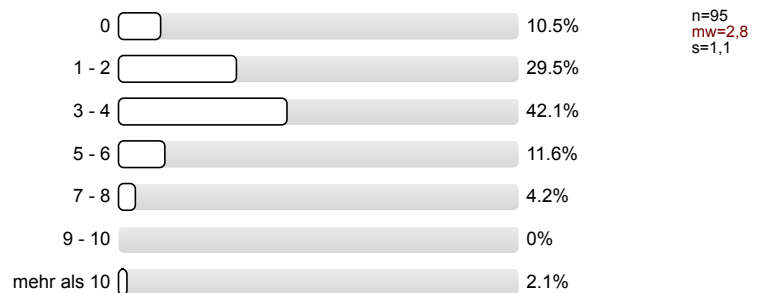 0 10.5%
1 - 2 29.5%
3 - 4 42.1%
5 - 6 11.6%
7 - 8 4.2%
9 - 10 0%
mehr als 10 2.1%
n=95
mw=2,8
s=1,1